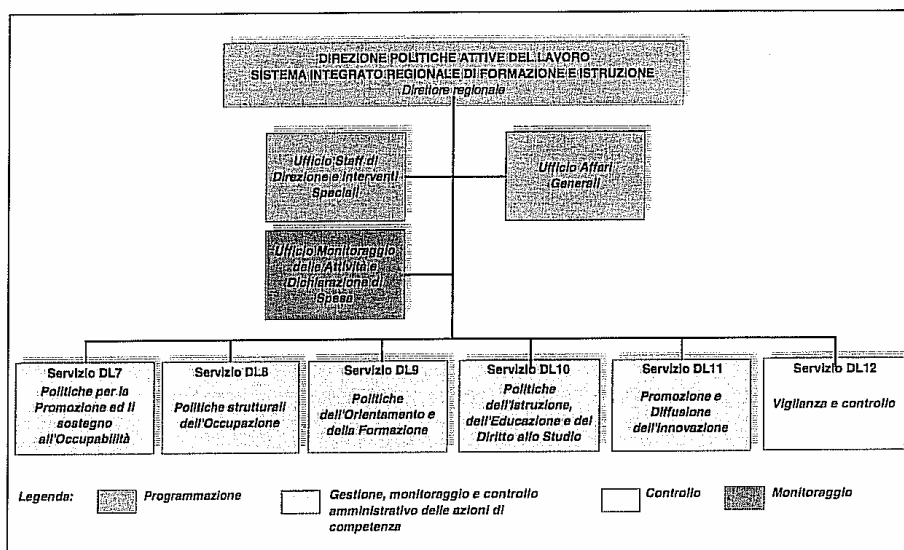 DIREZIONE POLITICHE ATTIVE DEL LAVORO
SISTEMA INTEGRATO REGIONALE DI FORMAZIONE E ISTRUZIONE
Direttore regionale
Ufficio Staff di
Direzione e Interventi
Speciali
Ufficio Affari
Generali
Ufficio Monitoraggio
delle Attività e
Dichiarazione di
Spesa
Servizio DL7
Politiche per la
Promozione ed il
sostegno
all'Occupabilità
Servizio DL8
Politiche strutturali
dell'Occupazione
Servizio DL9
Politiche
dell'Orientamento e
della Formazione
Servizio DL10
Politiche
dell'Istruzione,
dell'Educazione e del
Diritto allo Studio
Servizio DL11
Promozione e
Diffusione
dell'Innovazione
Servizio DL12
Vigilanza e controllo
Legenda:
Programmazione
Gestione, monitoraggio e controllo
amministrativo delle azioni di
competenza
Controllo
Monitoraggio